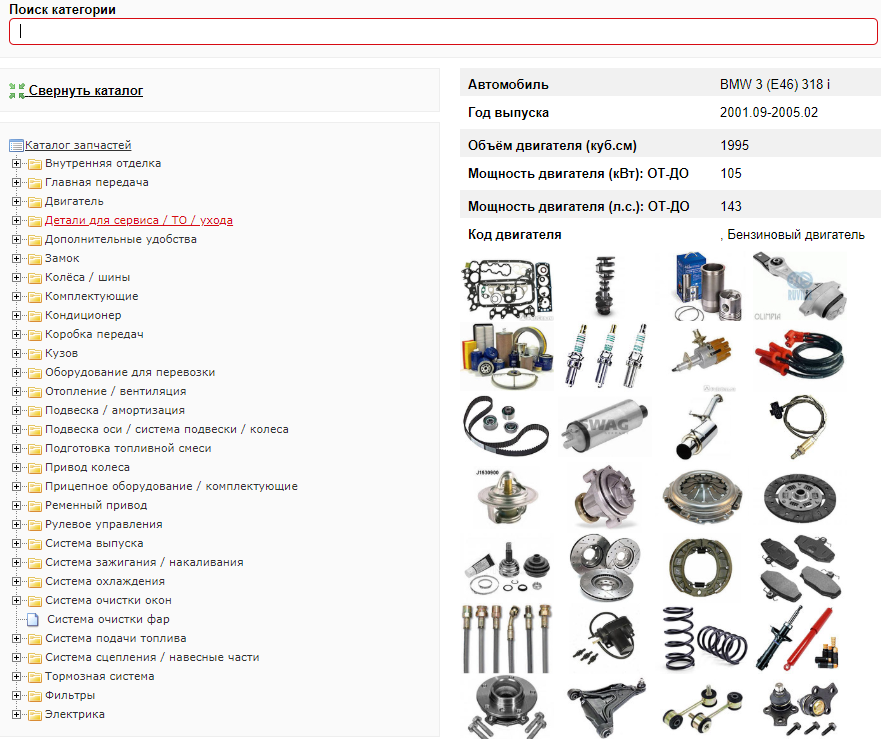 Поиск категории
Свернуть каталог
Каталог запчастей
Внутренняя отделка
Главная передача
Двигатель
Детали для сервиса / ТО / ухода
Дополнительные удобства
Замок
Колёса / шины
Комплектующие
Кондиционер
Коробка передач
Кузов
Оборудование для перевозки
Отопление / вентиляция
Подвеска / амортизация
Подвеска оси / система подвески / колеса
Подготовка топливной смеси
Привод колеса
Прицепное оборудование / комплектующие
Ременный привод
Рулевое управления
Система выпуска
Система зажигания / накаливания
Система охлаждения
Система очистки окон
Система очистки фар
Система подачи топлива
Система сцепления / навесные части
Тормозная система
Фильтры
Электрика
Автомобиль BMW 3 (E46) 318 i
Год выпуска 2001.09-2005.02
Объём двигателя (куб.см) 1995
Мощность двигателя (кВт): ОТ-ДО 105
Мощность двигателя (л.с.): ОТ-ДО 143
Код двигателя , Бензиновый двигатель
SWAG
J1530500